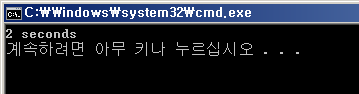 C:\Windows\system32\cmd.exe
2 seconds
계속하려면 아무 키나 누르십시오 . . .